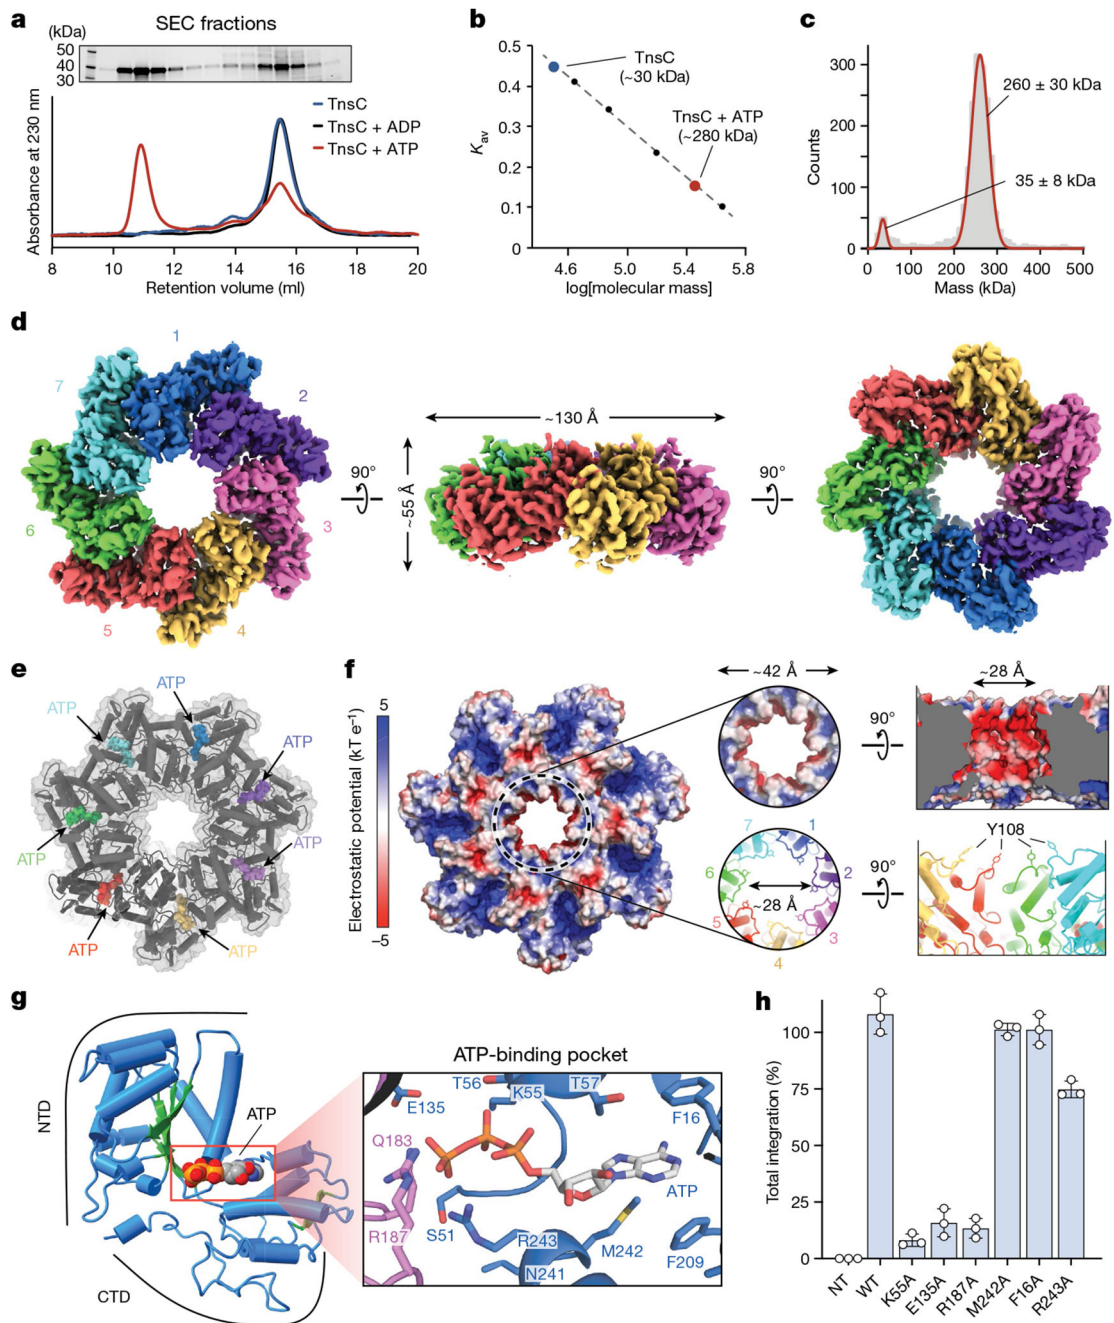 a
SEC fractions
(kDa)
50
40
30
TnsC
TnsC + ADP
TnsC + ATP
Absorbance at 230 nm
8 10 12 14 16 18 20
Retention volume (ml)
b
0.5
0.4
0.3
0.2
0.1
0
Kav
TnsC
(~30 kDa)
TnsC + ATP
(~280 kDa)
4.6 5.0 5.4 5.8
log[molecular mass]
c
300
200
100
0
Counts
260 ± 30 kDa
35 ± 8 kDa
0 100 200 300 400 500
Mass (kDa)
d
1
2
3
4
5
6
7
90°
~130 Å
~55 Å
90°
e
ATP
ATP
ATP
ATP
ATP
ATP
ATP
f
5
Electrostatic potential (kT e⁻¹)
−5
~42 Å
90°
~28 Å
7
1
6
2
~28 Å
5
3
4
90°
Y108
g
NTD
ATP
CTD
ATP-binding pocket
T56
K55
T57
E135
F16
Q183
ATP
S51
R187
R243
M242
N241
F209
h
100
75
50
25
0
Total integration (%)
NT WT K55A E135A R187A M242A F16A R243A